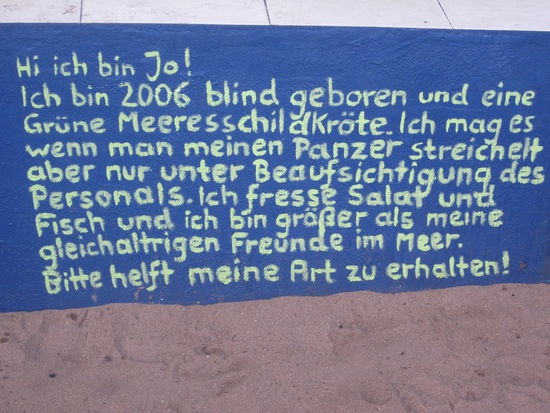 Hi ich bin Jo!
Ich bin 2006 blind geboren und eine
Grüne Meeresschildkröte. Ich mag es
wenn man meinen Panzer streichelt
aber nur unter Beaufsichtigung des
Personals. Ich fresse Salat und
Fisch und ich bin größer als meine
gleichaltrigen Freunde im Meer.
Bitte helft meine Art zu erhalten!